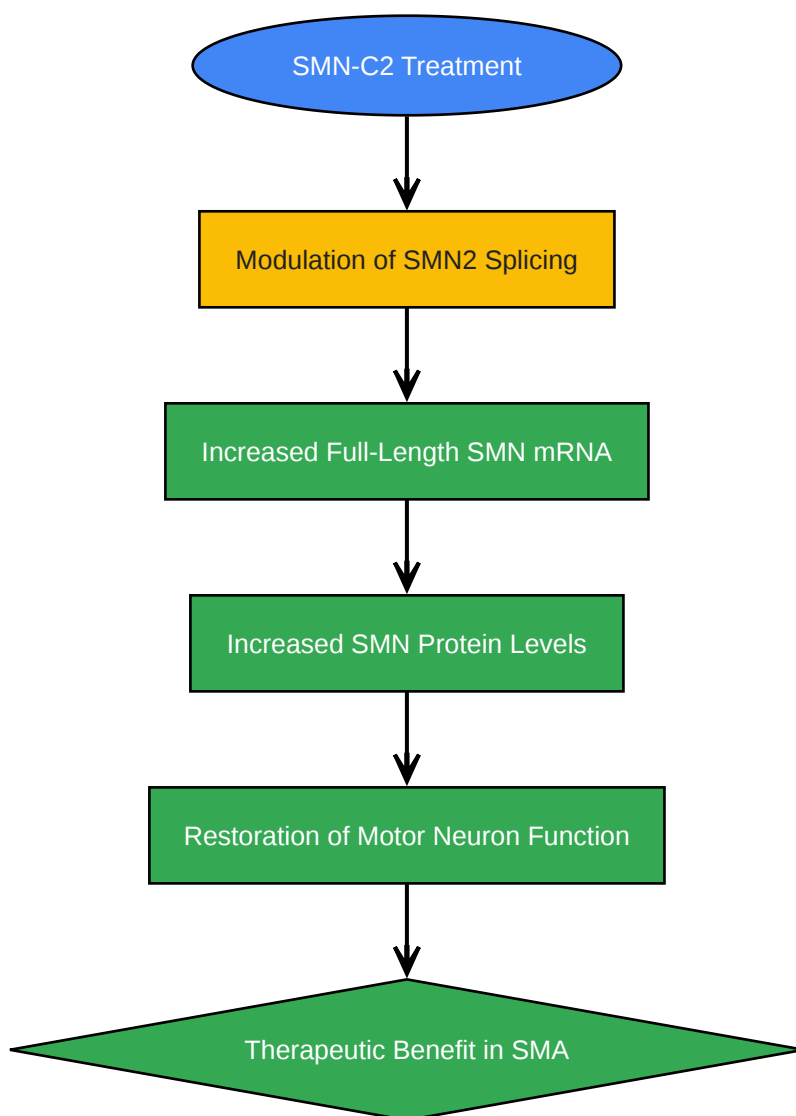 SMN-C2 Treatment
Modulation of SMN2 Splicing
Increased Full-Length SMN mRNA
Increased SMN Protein Levels
Restoration of Motor Neuron Function
Therapeutic Benefit in SMA